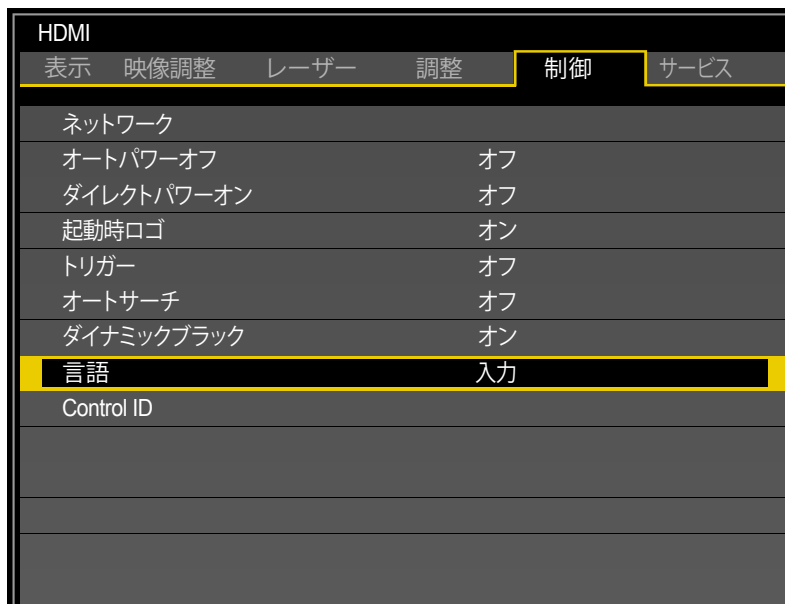 HDMI
表示 映像調整 レーザー 調整 制御 サービス
ネットワーク
オートパワーオフ オフ
ダイレクトパワーオン オフ
起動時ロゴ オン
トリガー オフ
オートサーチ オフ
ダイナミックブラック オン
言語 入力
Control ID